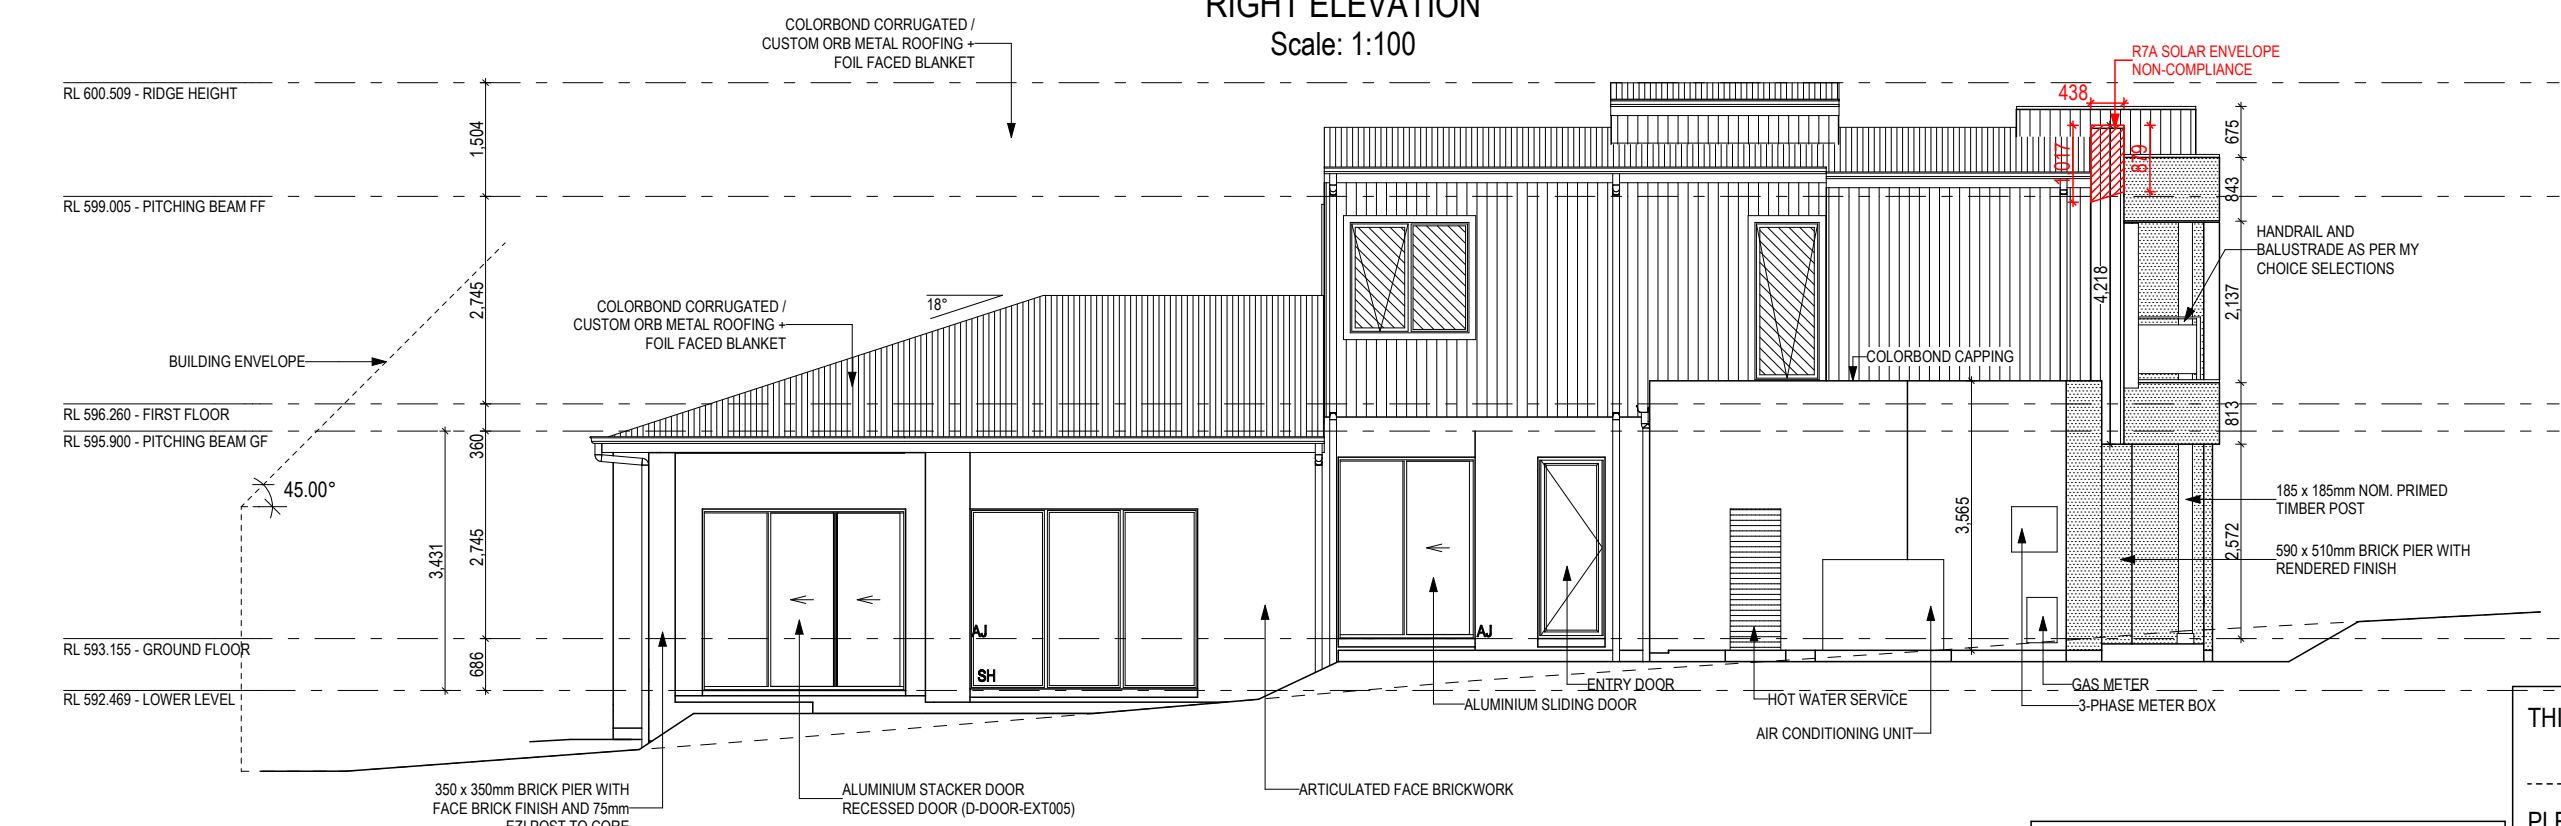 RIGHT ELEVATION
Scale: 1:100
COLORBOND CORRUGATED /
CUSTOM ORB METAL ROOFING +
FOIL FACED BLANKET
R7A SOLAR ENVELOPE
NON-COMPLIANCE
RL 600.509 - RIDGE HEIGHT
438
1,504
675
1,017
879
RL 599.005 - PITCHING BEAM FF
843
HANDRAIL AND
BALUSTRADE AS PER MY
CHOICE SELECTIONS
2,745
4,218
2,137
18°
COLORBOND CORRUGATED /
CUSTOM ORB METAL ROOFING +
FOIL FACED BLANKET
BUILDING ENVELOPE
COLORBOND CAPPING
RL 596.260 - FIRST FLOOR
813
RL 595.900 - PITCHING BEAM GF
360
45.00°
185 x 185mm NOM. PRIMED
TIMBER POST
3,565
2,572
590 x 510mm BRICK PIER WITH
RENDERED FINISH
3,431
2,745
AJ
AJ
RL 593.155 - GROUND FLOOR
686
SH
RL 592.469 - LOWER LEVEL
ENTRY DOOR
GAS METER
ALUMINIUM SLIDING DOOR
HOT WATER SERVICE
3-PHASE METER BOX
AIR CONDITIONING UNIT
350 x 350mm BRICK PIER WITH
FACE BRICK FINISH AND 75mm
EZI POST TO CORE
ALUMINIUM STACKER DOOR
RECESSED DOOR (D-DOOR-EXT005)
ARTICULATED FACE BRICKWORK